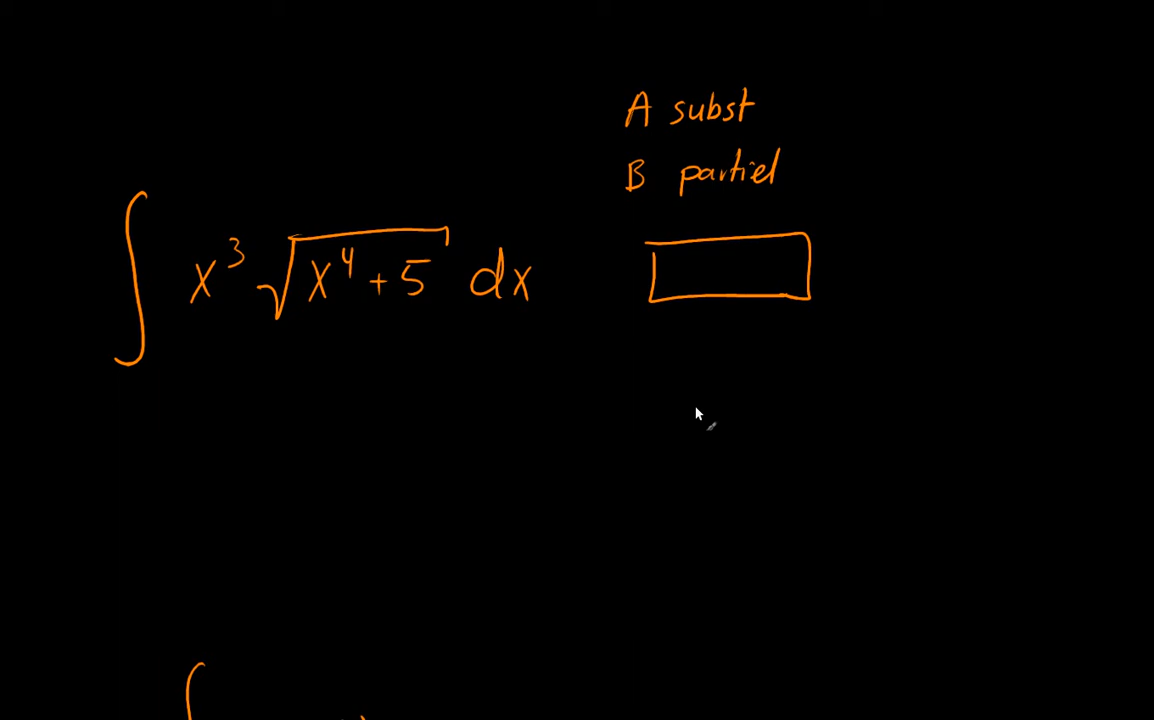 A subst
B partiel
∫ x³ √(x⁴+5) dx